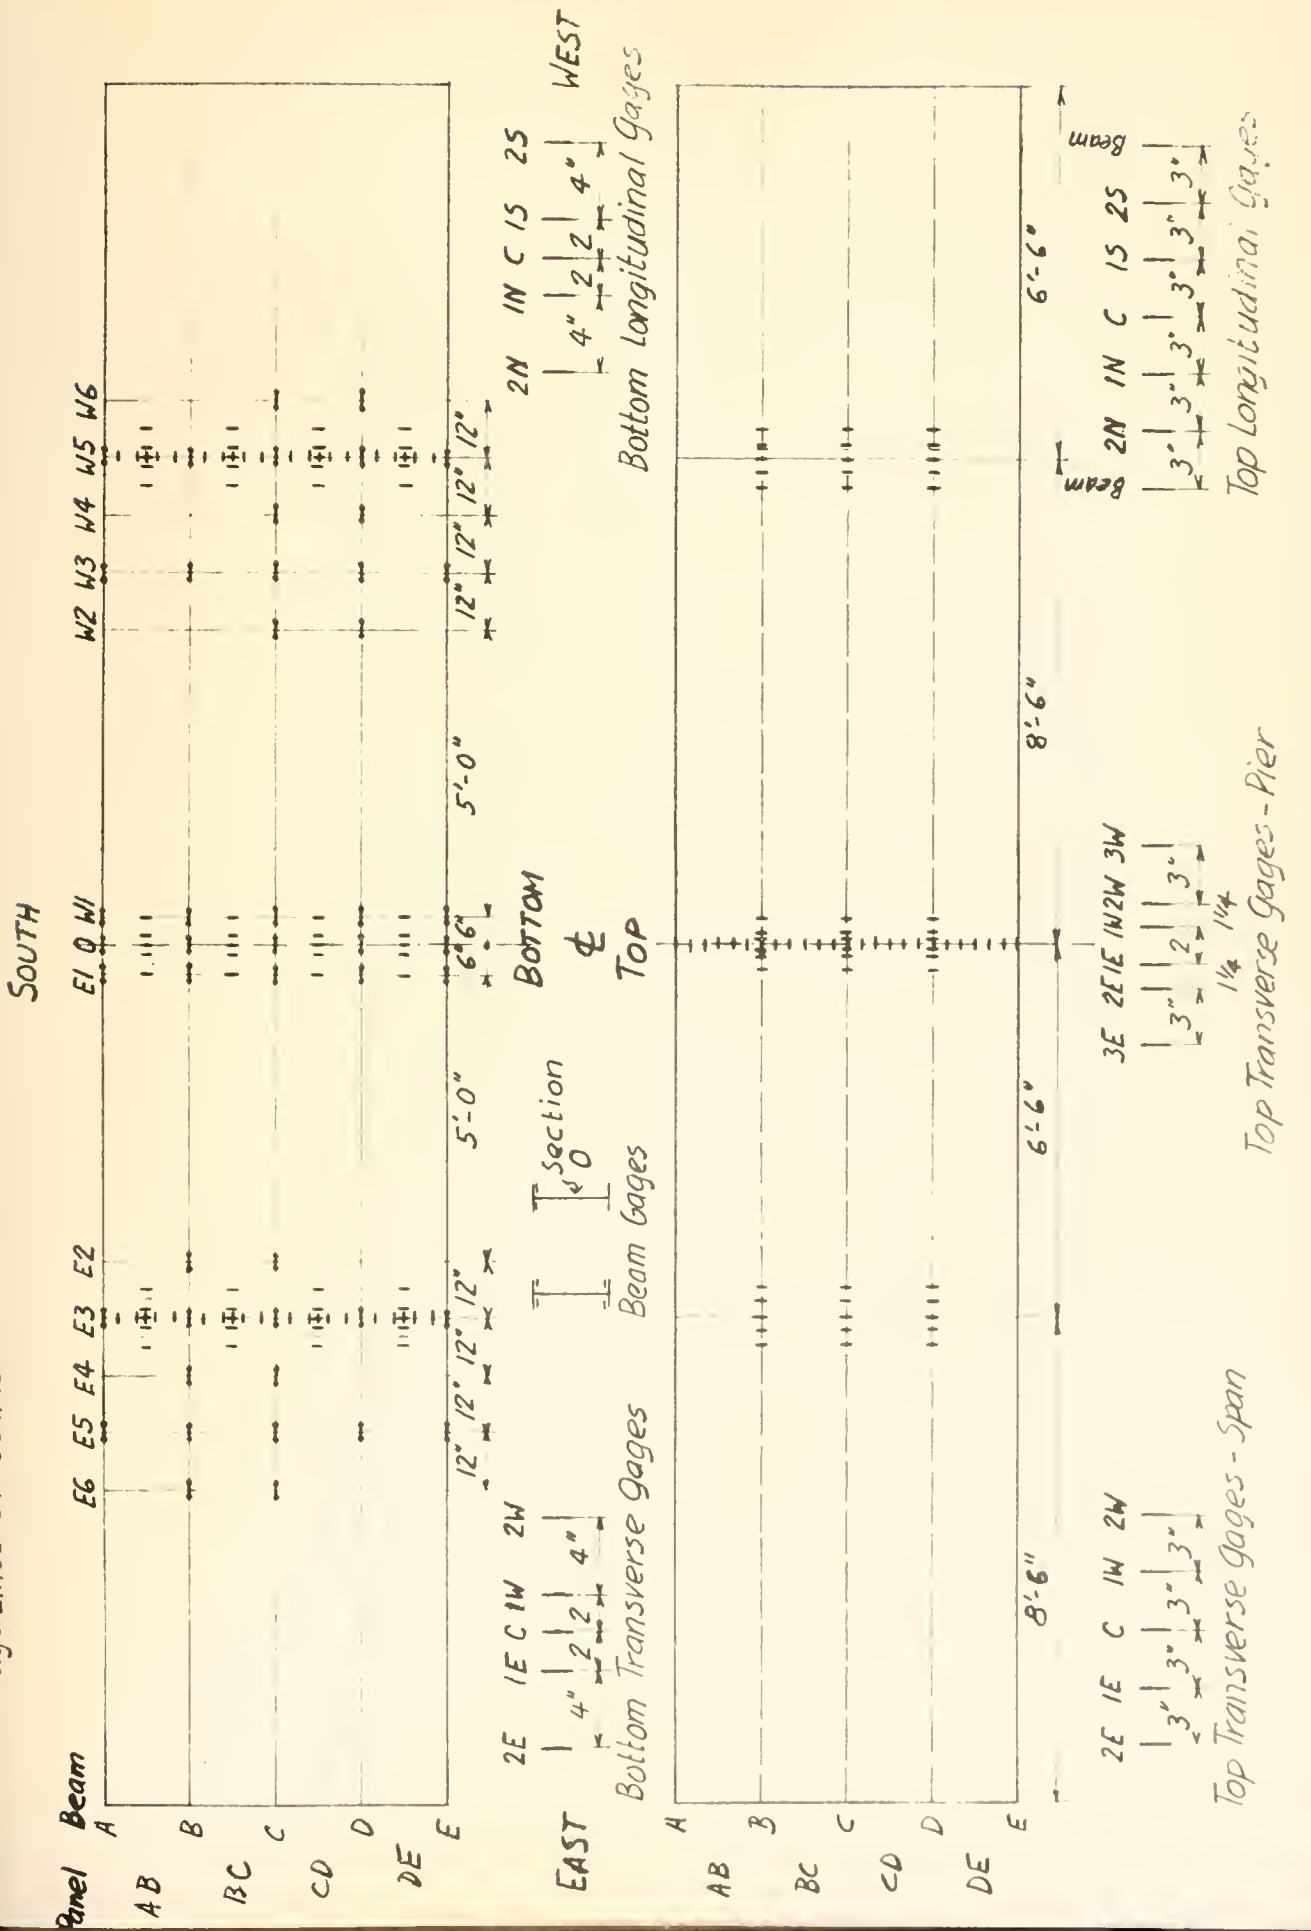 SOUTH
Panel Beam
E6 E5 E4 E3 E2 E1 0 W1 W2 W3 W4 W5 W6
A
AB
B
BC
C
CD
D
DE
E
12" 12" 12" 12" 5'-0" 6" 6" 5'-0" 12" 12" 12" 12"
EAST
WEST
2E 1E C 1W 2W
4" 2 2 4"
Bottom Transverse Gages
Section
0
Beam Gages
BOTTOM
℄
TOP
2N 1N C 1S 2S
4" 2 2 4"
Bottom Longitudinal Gages
A
AB
B
BC
C
CD
D
DE
E
8'-6" 6'-6" 8'-6" 6'-6"
2E 1E C 1W 2W
3" 3" 3" 3"
Top Transverse Gages - Span
3E 2E 1E 1W 2W 3W
3" 2 3"
1 1/4 1 1/4
Top Transverse Gages - Pier
Beam 2N 1N C 1S 2S Beam
3" 3" 3" 3" 3" 3"
Top Longitudinal Gages